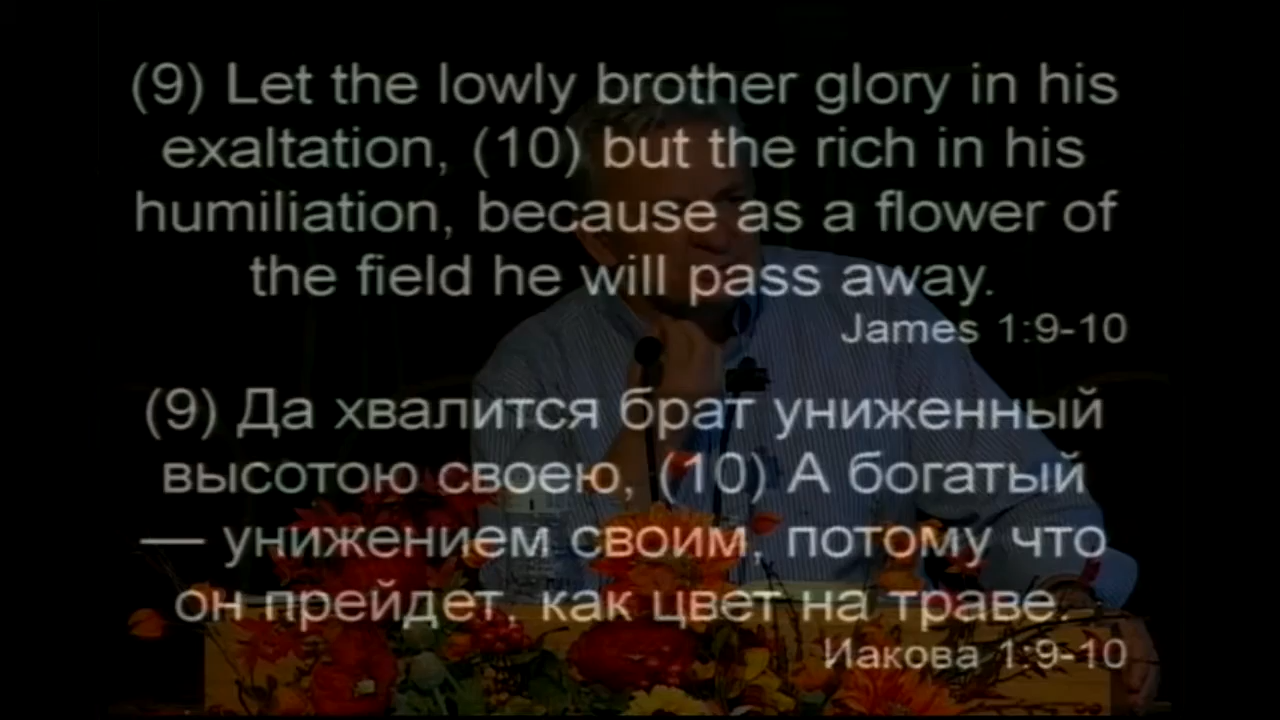 (9) Let the lowly brother glory in his
exaltation, (10) but the rich in his
humiliation, because as a flower of
the field he will pass away.
James 1:9-10
(9) Да хвалится брат униженный
высотою своею, (10) А богатый
— унижением своим, потому что
он прейдет, как цвет на траве.
Иакова 1:9-10